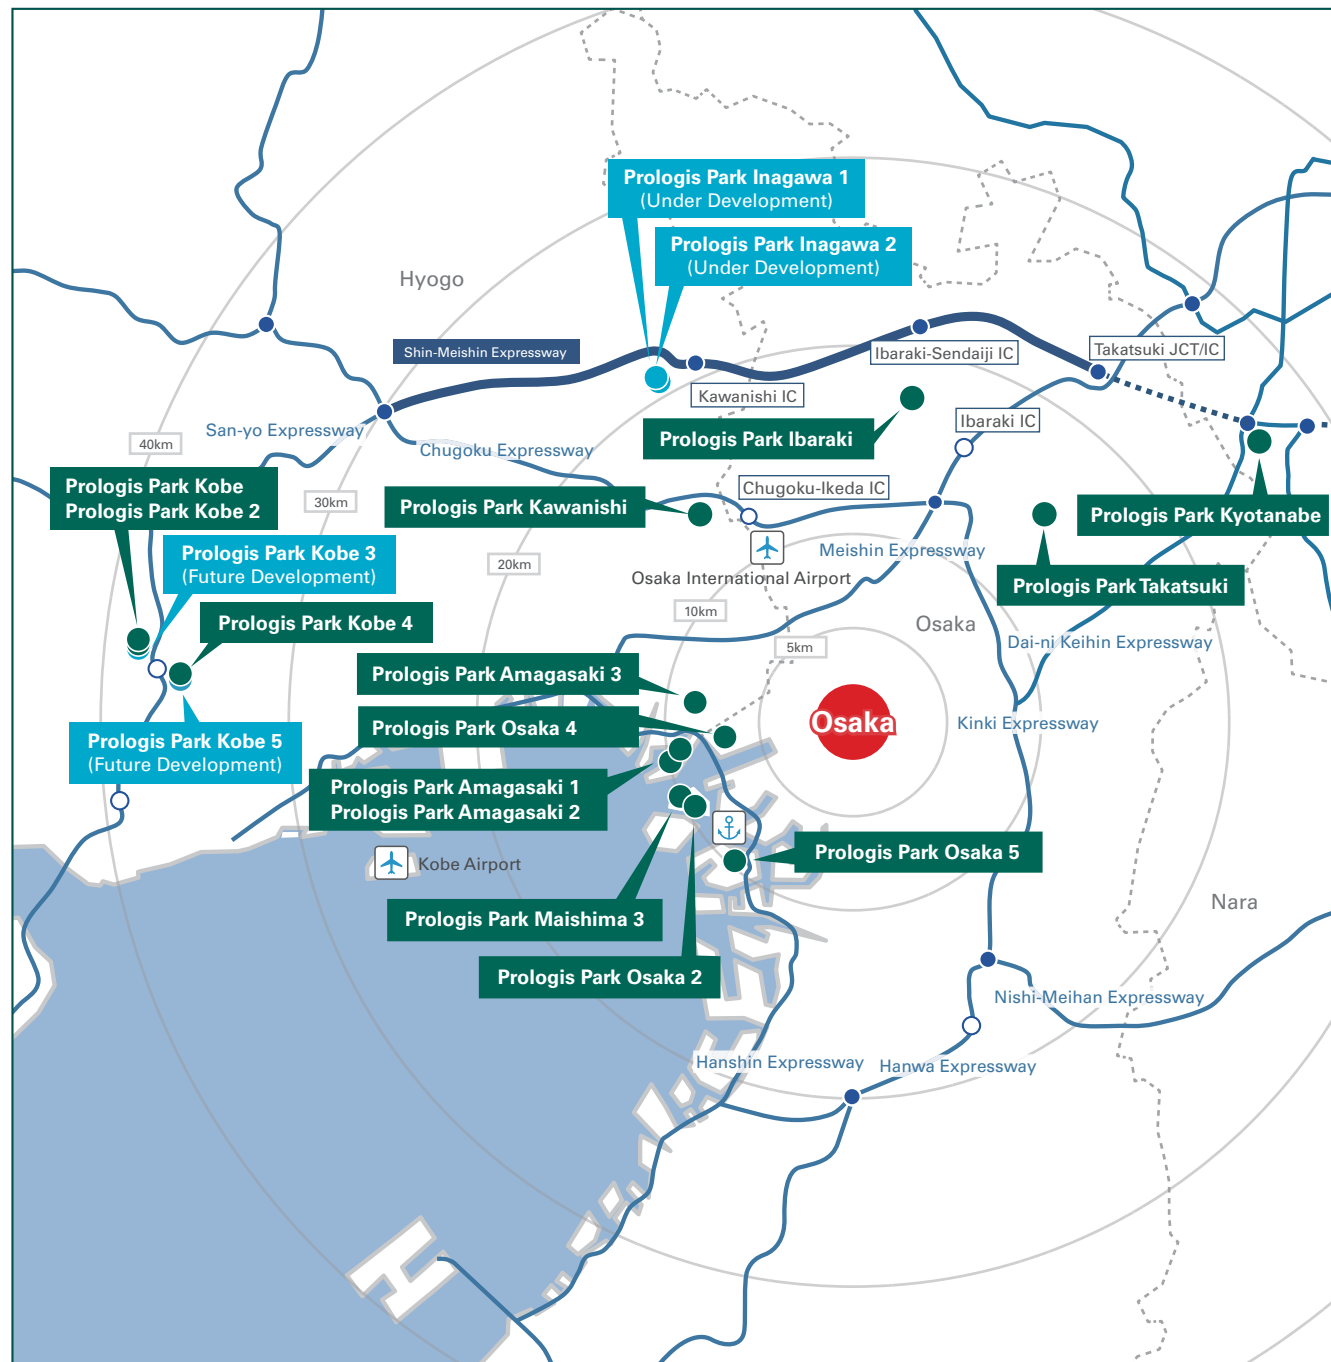 Prologis Park Inagawa 1
(Under Development)
Prologis Park Inagawa 2
(Under Development)
Hyogo
Shin-Meishin Expressway
Ibaraki-Sendaiji IC
Takatsuki JCT/IC
Kawanishi IC
San-yo Expressway
Chugoku Expressway
Prologis Park Ibaraki
Ibaraki IC
40km
Prologis Park Kobe
Prologis Park Kobe 2
30km
Prologis Park Kawanishi
Chugoku-Ikeda IC
Prologis Park Kyotanabe
Prologis Park Kobe 3
(Future Development)
20km
Meishin Expressway
Osaka International Airport
Prologis Park Takatsuki
10km
Prologis Park Kobe 4
Osaka
5km
Dai-ni Keihin Expressway
Prologis Park Amagasaki 3
Prologis Park Osaka 4
Osaka
Kinki Expressway
Prologis Park Kobe 5
(Future Development)
Prologis Park Amagasaki 1
Prologis Park Amagasaki 2
Kobe Airport
Prologis Park Osaka 5
Nara
Prologis Park Maishima 3
Prologis Park Osaka 2
Nishi-Meihan Expressway
Hanshin Expressway
Hanwa Expressway